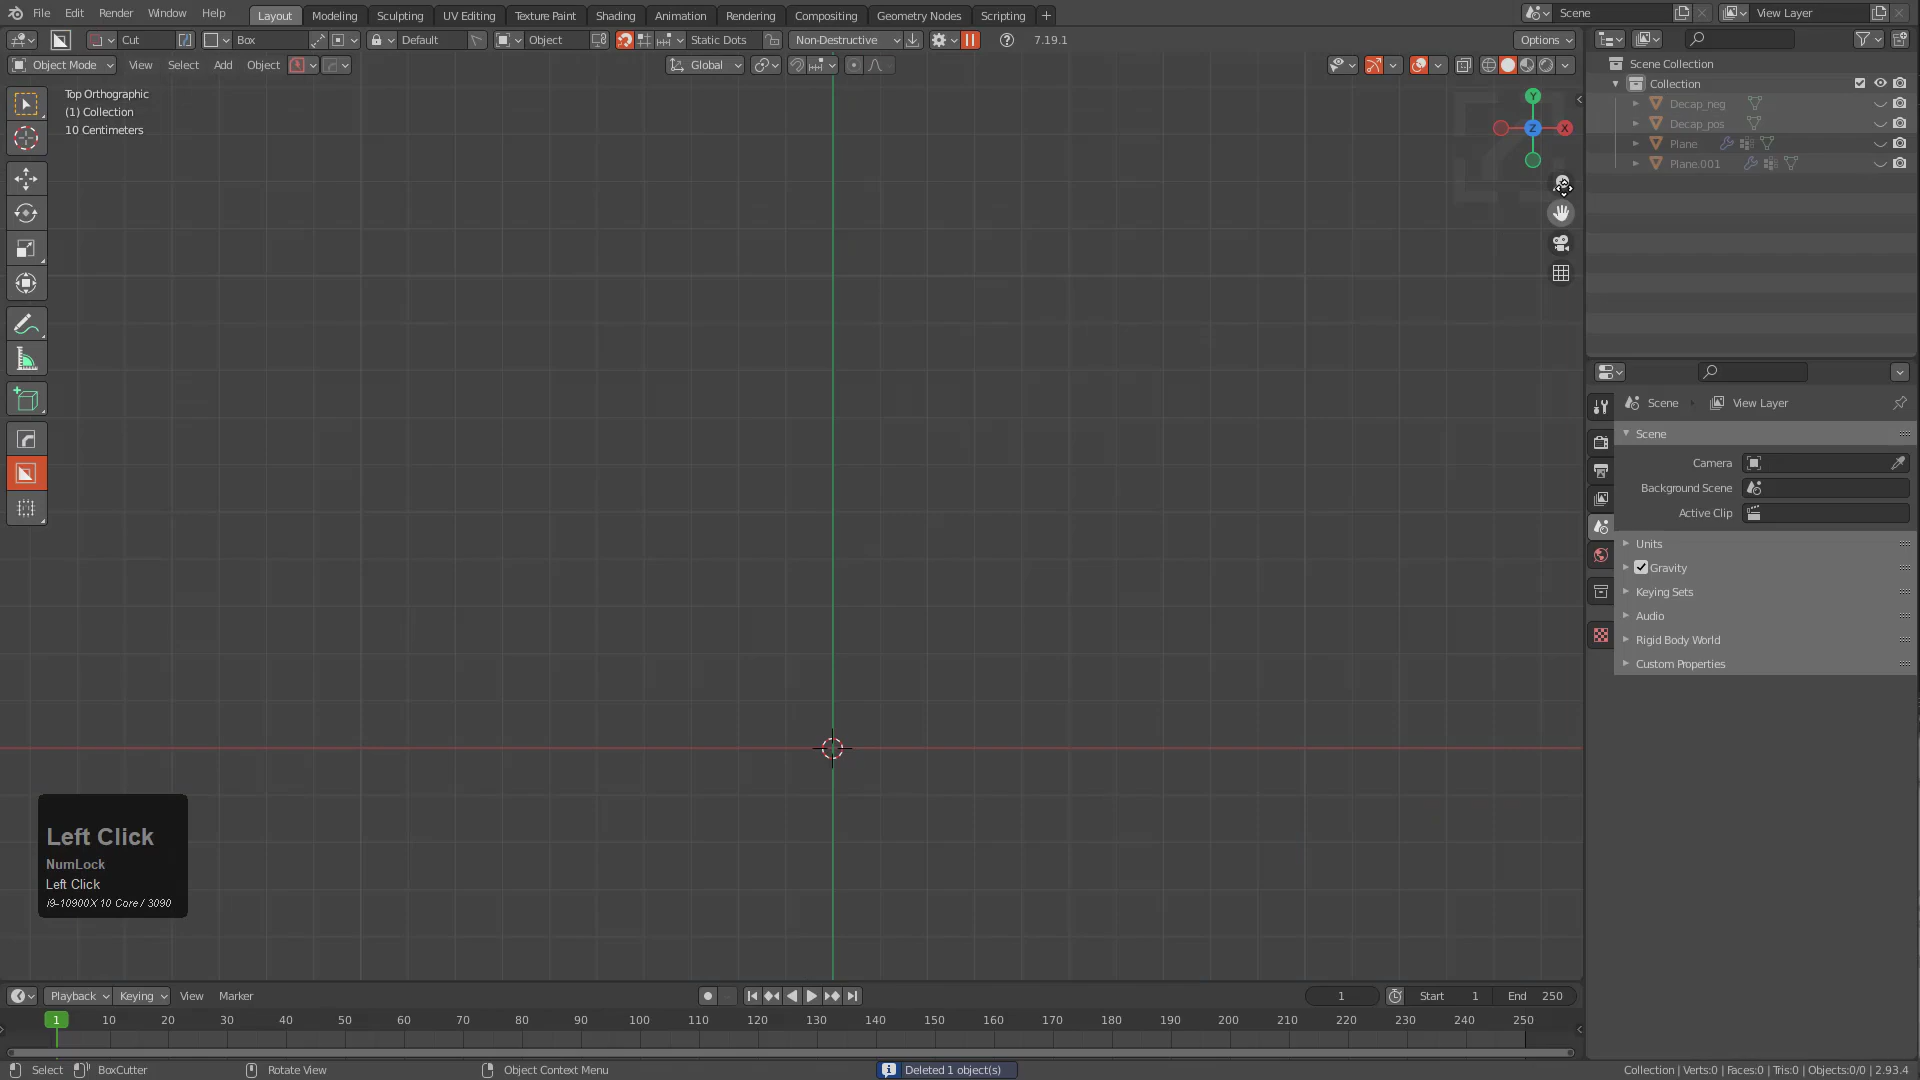 File Edit Render Window Help Layout Modeling Sculpting UV Editing Texture Paint Shading Animation Rendering Compositing Geometry Nodes Scripting + Scene View Layer
Cut Box Default Object Static Dots Non-Destructive 7.19.1 Options
Object Mode View Select Add Object Global
Top Orthographic
(1) Collection
10 Centimeters
Y
X
Z
Scene Collection
Collection
Decap_neg
Decap_pos
Plane
Plane.001
Scene View Layer
Scene
Camera
Background Scene
Active Clip
Units
Gravity
Keying Sets
Audio
Rigid Body World
Custom Properties
Left Click
NumLock
Left Click
i9-10900X 10 Core / 3090
Playback Keying View Marker 1 Start 1 End 250
1 10 20 30 40 50 60 70 80 90 100 110 120 130 140 150 160 170 180 190 200 210 220 230 240 250
Select BoxCutter Rotate View Object Context Menu Deleted 1 object(s) Collection | Verts:0 | Faces:0 | Tris:0 | Objects:0/0 | 2.93.4